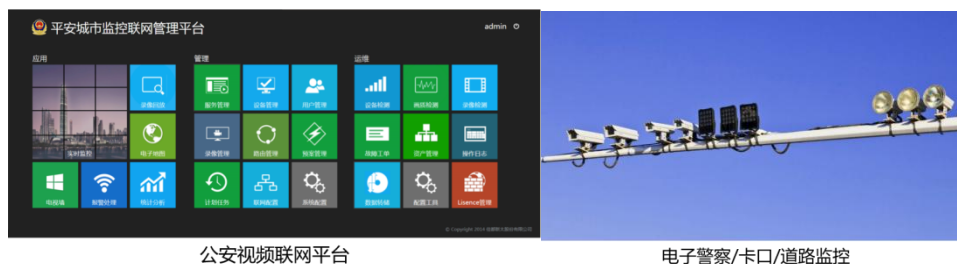 平安城市监控联网管理平台
admin
应用
管理
运维
录像回放
服务管理
设备管理
用户管理
设备检测
画质检测
录像检测
实时监控
电子地图
录像管理
路由管理
预案管理
故障工单
资产管理
操作日志
电视墙
报警处理
统计分析
计划任务
联网配置
系统配置
数据转储
配置工具
Lisence管理
公安视频联网平台
电子警察/卡口/道路监控